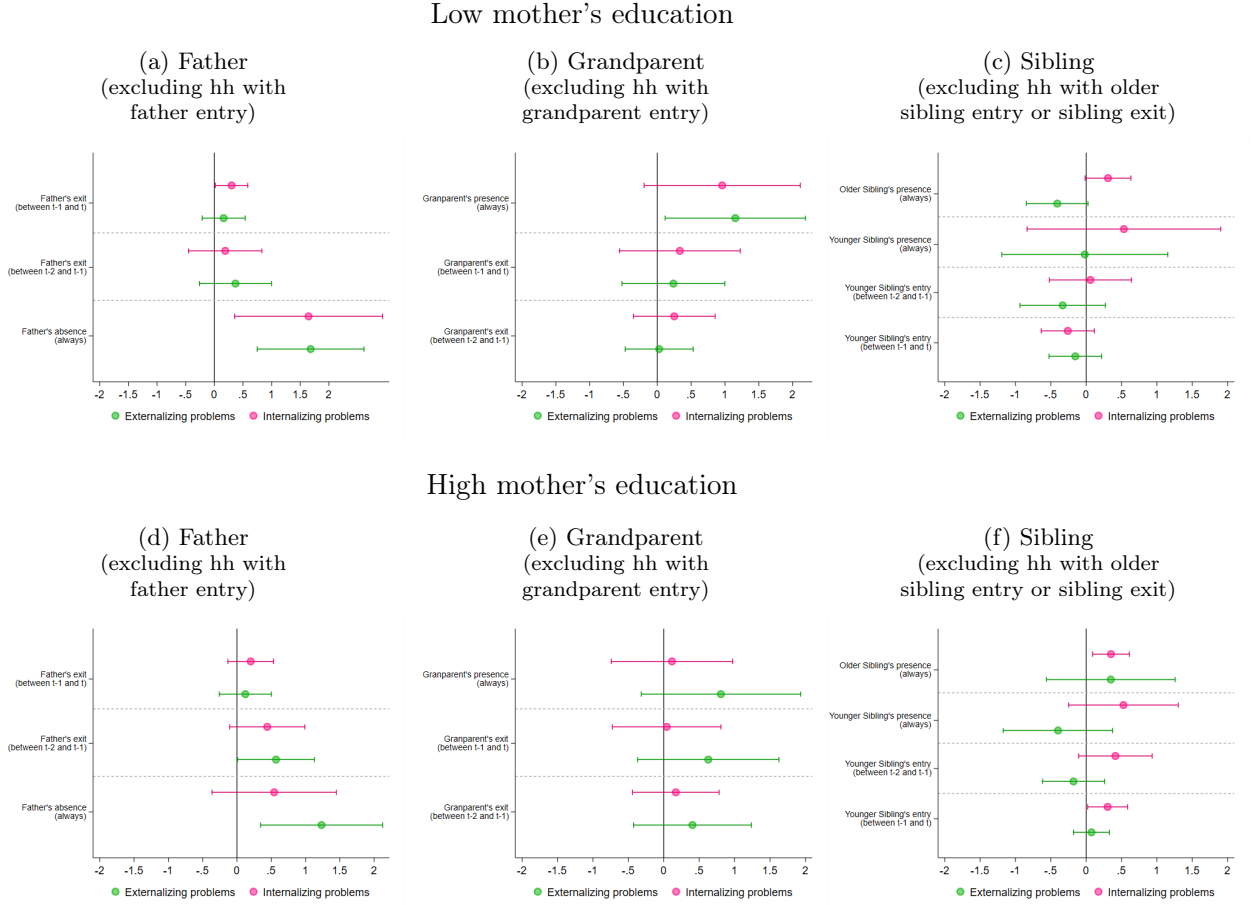 Low mother's education
(a) Father
(excluding hh with
father entry)
(b) Grandparent
(excluding hh with
grandparent entry)
(c) Sibling
(excluding hh with older
sibling entry or sibling exit)
Father's exit
(between t-1 and t)
Father's exit
(between t-2 and t-1)
Father's absence
(always)
-2 -1.5 -1 -.5 0 .5 1 1.5 2
Externalizing problems Internalizing problems
Granparent's presence
(always)
Granparent's exit
(between t-1 and t)
Granparent's exit
(between t-2 and t-1)
-2 -1.5 -1 -.5 0 .5 1 1.5 2
Externalizing problems Internalizing problems
Older Sibling's presence
(always)
Younger Sibling's presence
(always)
Younger Sibling's entry
(between t-2 and t-1)
Younger Sibling's entry
(between t-1 and t)
-2 -1.5 -1 -.5 0 .5 1 1.5 2
Externalizing problems Internalizing problems
High mother's education
(d) Father
(excluding hh with
father entry)
(e) Grandparent
(excluding hh with
grandparent entry)
(f) Sibling
(excluding hh with older
sibling entry or sibling exit)
Father's exit
(between t-1 and t)
Father's exit
(between t-2 and t-1)
Father's absence
(always)
-2 -1.5 -1 -.5 0 .5 1 1.5 2
Externalizing problems Internalizing problems
Granparent's presence
(always)
Granparent's exit
(between t-1 and t)
Granparent's exit
(between t-2 and t-1)
-2 -1.5 -1 -.5 0 .5 1 1.5 2
Externalizing problems Internalizing problems
Older Sibling's presence
(always)
Younger Sibling's presence
(always)
Younger Sibling's entry
(between t-2 and t-1)
Younger Sibling's entry
(between t-1 and t)
-2 -1.5 -1 -.5 0 .5 1 1.5 2
Externalizing problems Internalizing problems